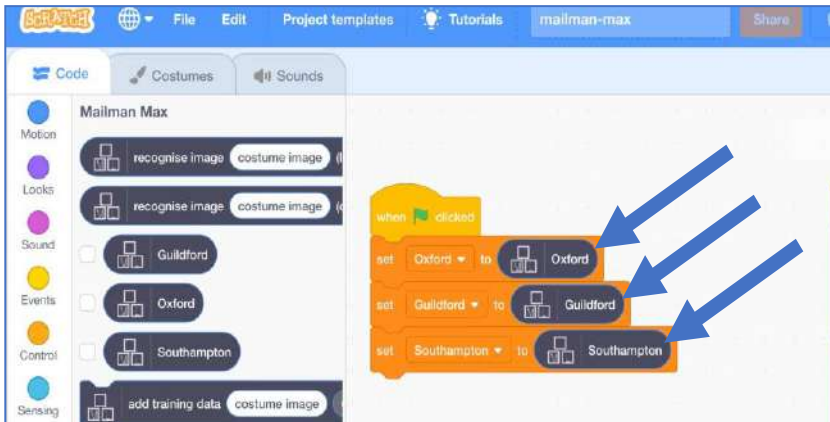 SCRATCH File Edit Project templates Tutorials mailman-max Share
Code Costumes Sounds
Motion
Looks
Sound
Events
Control
Sensing
Mailman Max
recognise image costume image
recognise image costume image
Guildford
Oxford
Southampton
add training data costume image
when clicked
set Oxford to Oxford
set Guildford to Guildford
set Southampton to Southampton